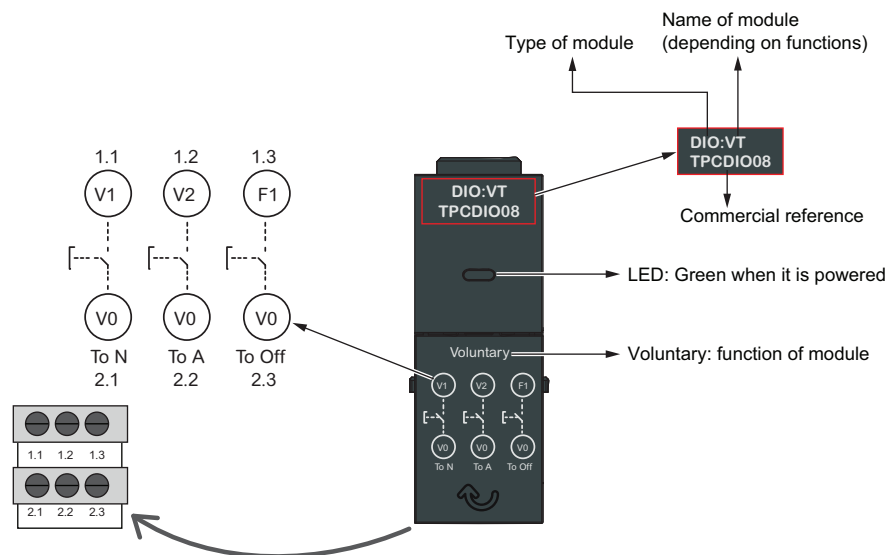 Type of module
Name of module
(depending on functions)
DIO:VT
TPCDIO08
Commercial reference
1.1 1.2 1.3
V1 V2 F1
V0 V0 V0
To N To A To Off
2.1 2.2 2.3
DIO:VT
TPCDIO08
LED: Green when it is powered
Voluntary
Voluntary: function of module
V1 V2 F1
V0 V0 V0
To N To A To Off
1.1 1.2 1.3
2.1 2.2 2.3